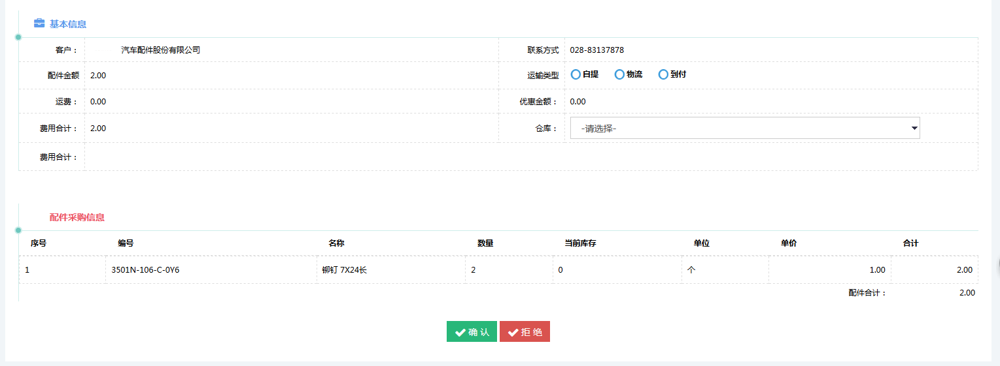 基本信息
客户： 汽车配件股份有限公司 联系方式 028-83137878
配件金额 2.00 运输类型 自提 物流 到付
运费： 0.00 优惠金额： 0.00
费用合计： 2.00 仓库： -请选择-
费用合计：
配件采购信息
序号 编号 名称 数量 当前库存 单位 单价 合计
1 3501N-106-C-0Y6 铆钉 7X24长 2 0 个 1.00 2.00
配件合计： 2.00
确 认 拒 绝